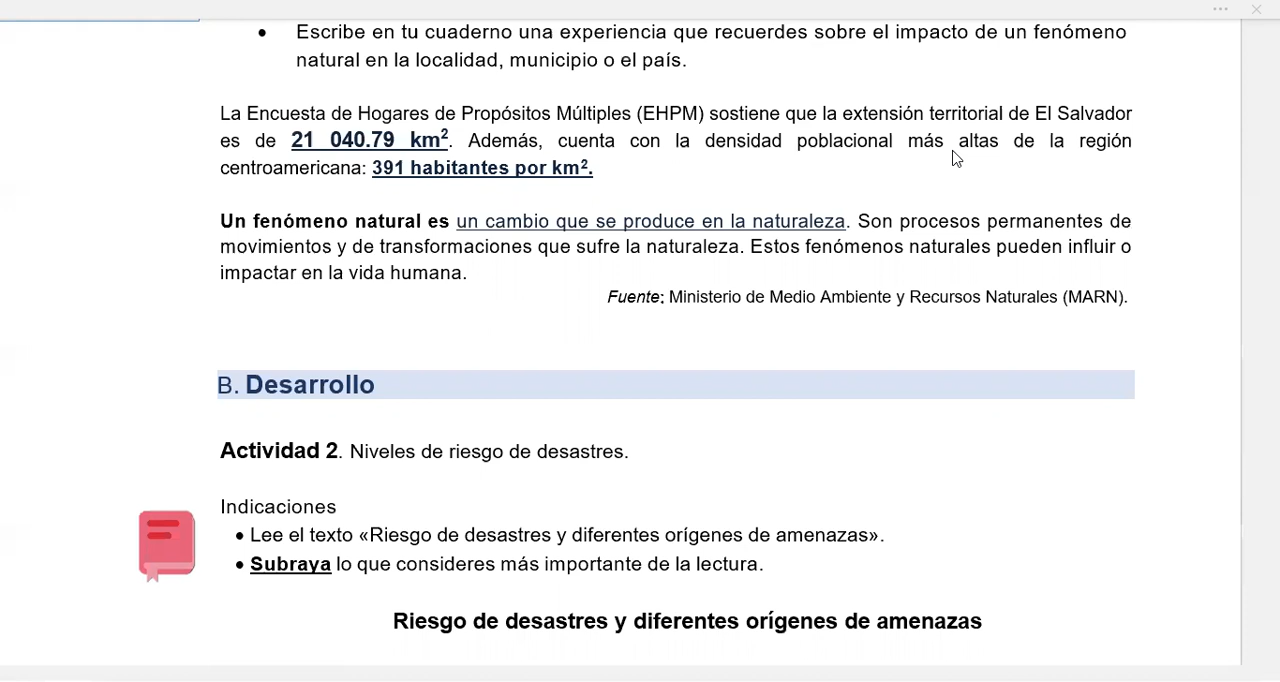 • Escribe en tu cuaderno una experiencia que recuerdes sobre el impacto de un fenómeno
natural en la localidad, municipio o el país.
La Encuesta de Hogares de Propósitos Múltiples (EHPM) sostiene que la extensión territorial de El Salvador
es de 21 040.79 km². Además, cuenta con la densidad poblacional más altas de la región
centroamericana: 391 habitantes por km².
Un fenómeno natural es un cambio que se produce en la naturaleza. Son procesos permanentes de
movimientos y de transformaciones que sufre la naturaleza. Estos fenómenos naturales pueden influir o
impactar en la vida humana.
Fuente: Ministerio de Medio Ambiente y Recursos Naturales (MARN).
B. Desarrollo
Actividad 2. Niveles de riesgo de desastres.
Indicaciones
• Lee el texto «Riesgo de desastres y diferentes orígenes de amenazas».
• Subraya lo que consideres más importante de la lectura.
Riesgo de desastres y diferentes orígenes de amenazas